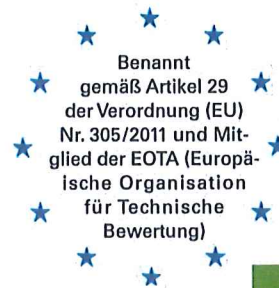 Benannt
gemäß Artikel 29
der Verordnung (EU)
Nr. 305/2011 und Mit-
glied der EOTA (Europä-
ische Organisation
für Technische
Bewertung)